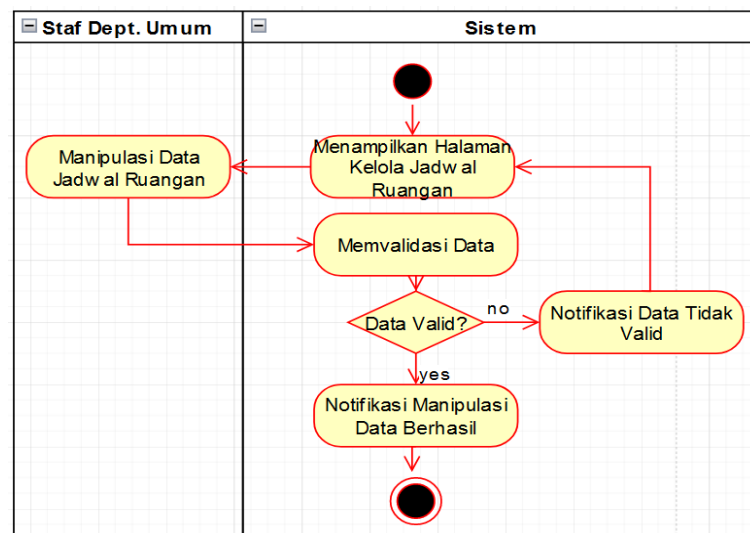 Staf Dept. Umum
Sistem
Menampilkan Halaman
Kelola Jadwal
Ruangan
Manipulasi Data
Jadwal Ruangan
Memvalidasi Data
Data Valid?
no
Notifikasi Data Tidak
Valid
yes
Notifikasi Manipulasi
Data Berhasil